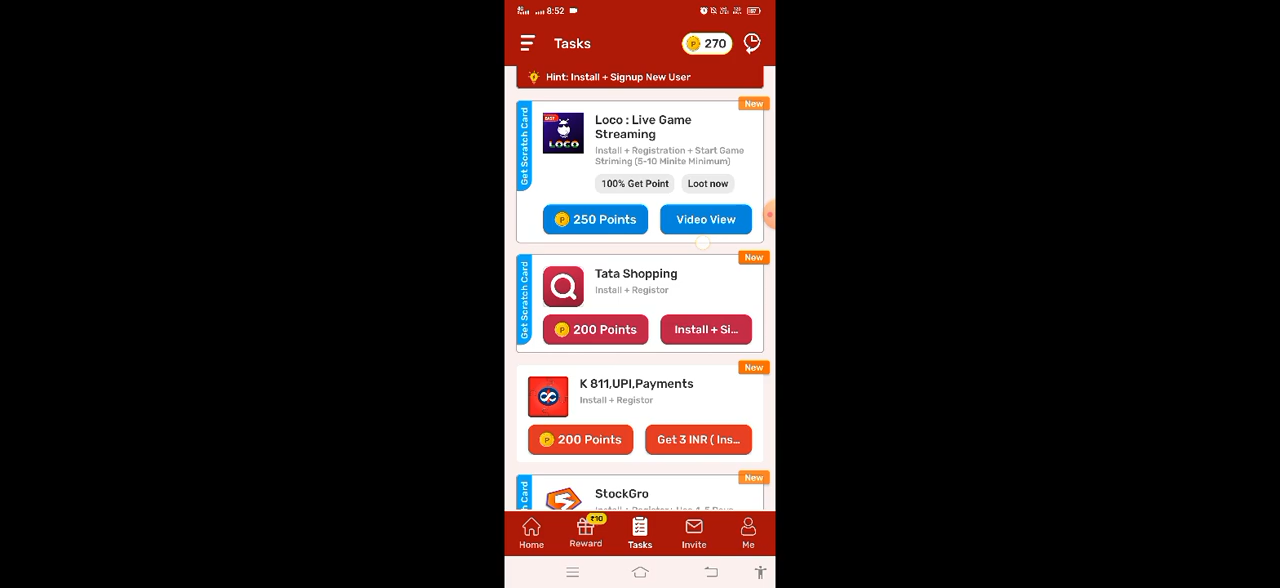 8:52
Tasks
270
Hint: Install + Signup New User
New
Get Scratch Card
LOCO
Loco : Live Game
Streaming
Install + Registration + Start Game
Striming (5-10 Minite Minimum)
100% Get Point
Loot now
250 Points
Video View
New
Get Scratch Card
Tata Shopping
Install + Registor
200 Points
Install + Si...
New
K 811,UPI,Payments
Install + Registor
200 Points
Get 3 INR ( Ins...
New
Card
StockGro
₹10
Home
Reward
Tasks
Invite
Me